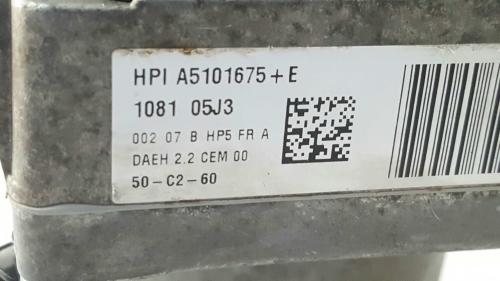 HPI A5101675+E
1081 05J3
002 07 B HP5 FR A
DAEH 2.2 CEM 00
50-C2-60